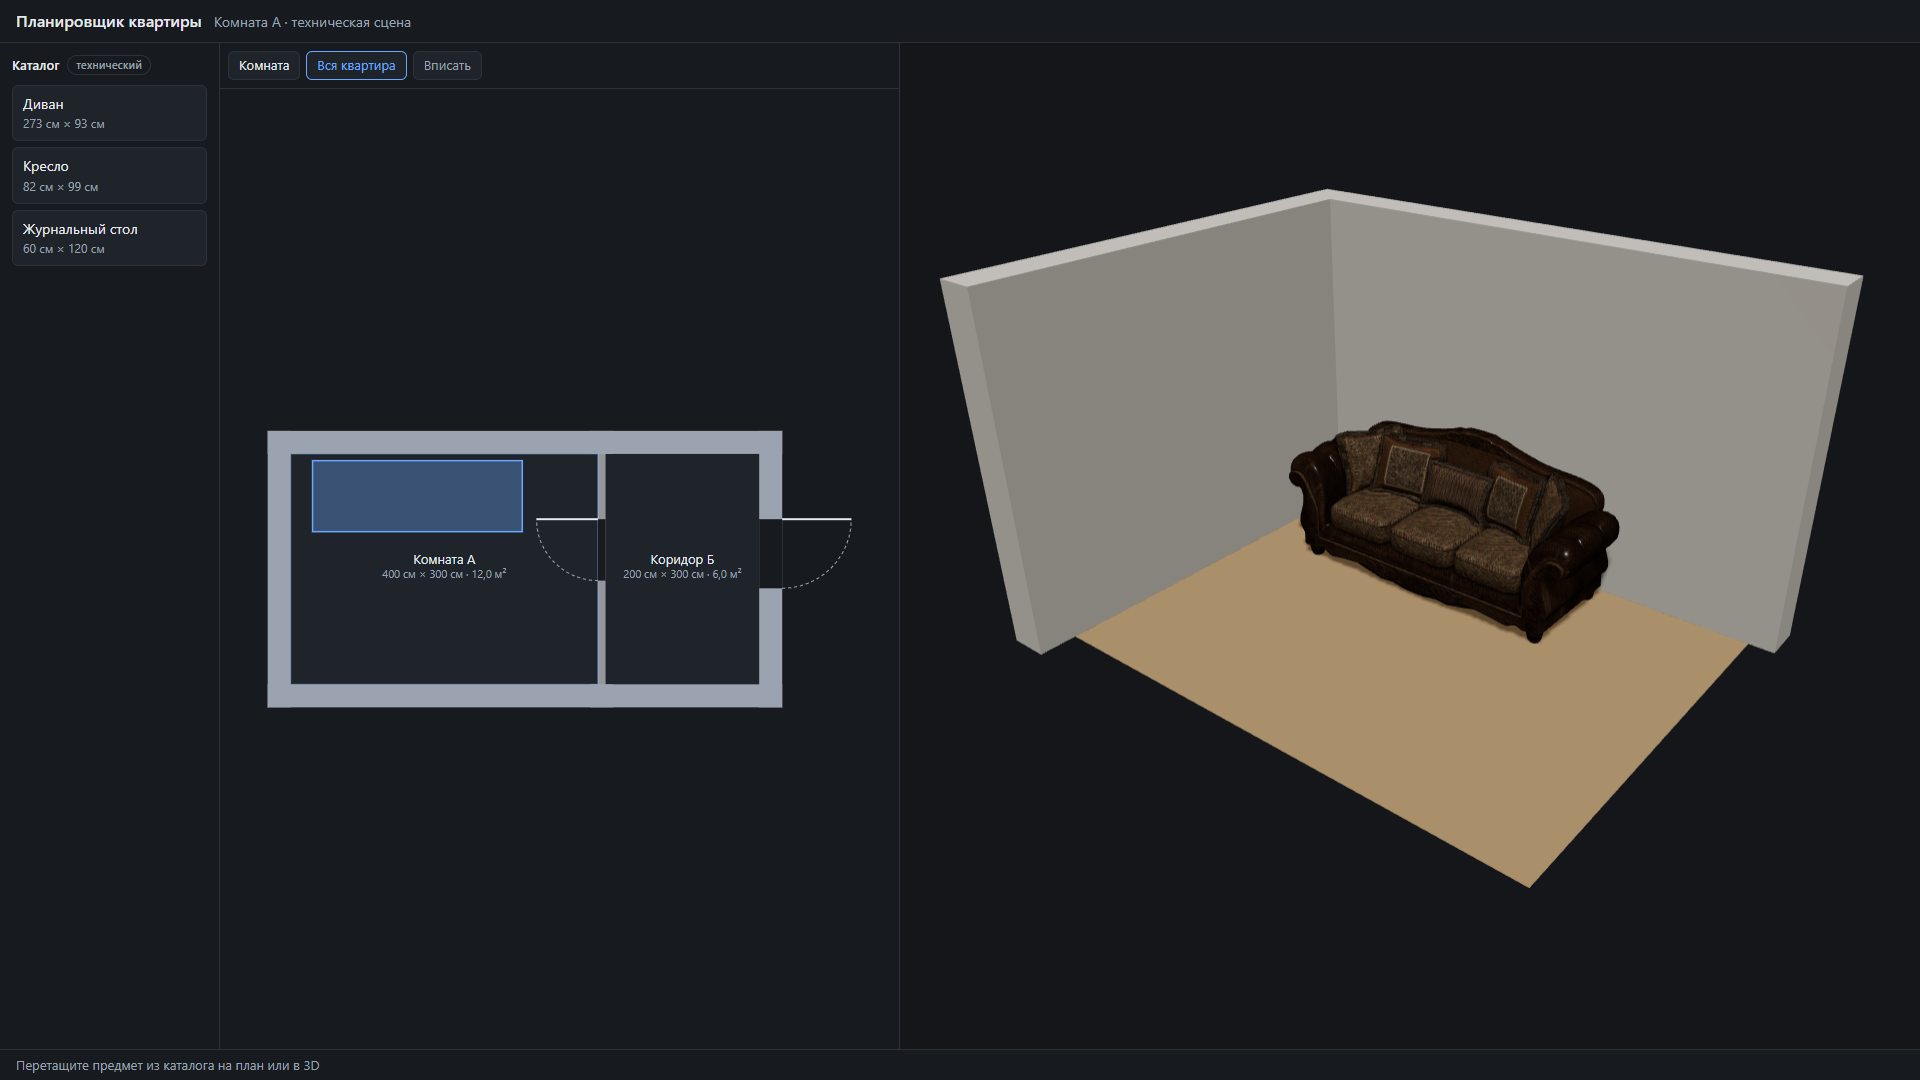 Планировщик квартиры Комната А · техническая сцена
Каталог технический
Диван
273 см × 93 см
Кресло
82 см × 99 см
Журнальный стол
60 см × 120 см
Комната Вся квартира Вписать
Комната А
400 см × 300 см · 12,0 м²
Коридор Б
200 см × 300 см · 6,0 м²
Перетащите предмет из каталога на план или в 3D